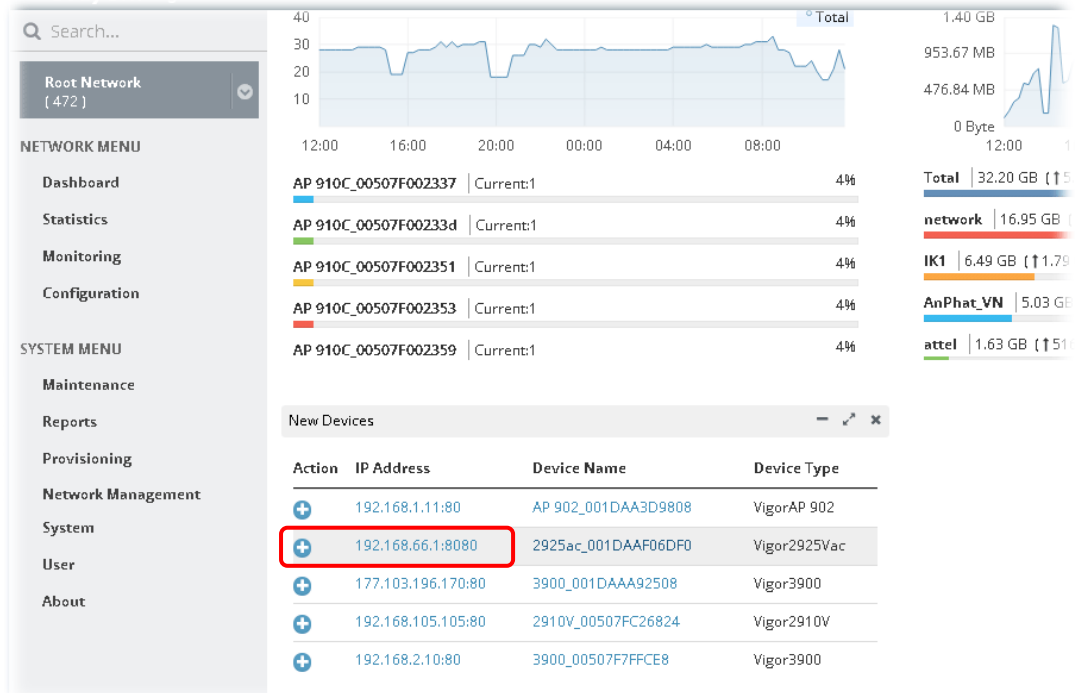 Search...
Root Network
( 472 )
NETWORK MENU
Dashboard
Statistics
Monitoring
Configuration
SYSTEM MENU
Maintenance
Reports
Provisioning
Network Management
System
User
About
Total
40
30
20
10
12:00 16:00 20:00 00:00 04:00 08:00
AP 910C_00507F002337 Current:1 4%
AP 910C_00507F00233d Current:1 4%
AP 910C_00507F002351 Current:1 4%
AP 910C_00507F002353 Current:1 4%
AP 910C_00507F002359 Current:1 4%
1.40 GB
953.67 MB
476.84 MB
0 Byte
12:00
Total 32.20 GB (↑5
network 16.95 GB
IK1 6.49 GB (↑1.79
AnPhat_VN 5.03 GB
attel 1.63 GB (↑51
New Devices
Action IP Address Device Name Device Type
192.168.1.11:80 AP 902_001DAA3D9808 VigorAP 902
192.168.66.1:8080 2925ac_001DAAF06DF0 Vigor2925Vac
177.103.196.170:80 3900_001DAAA92508 Vigor3900
192.168.105.105:80 2910V_00507FC26824 Vigor2910V
192.168.2.10:80 3900_00507F7FFCE8 Vigor3900